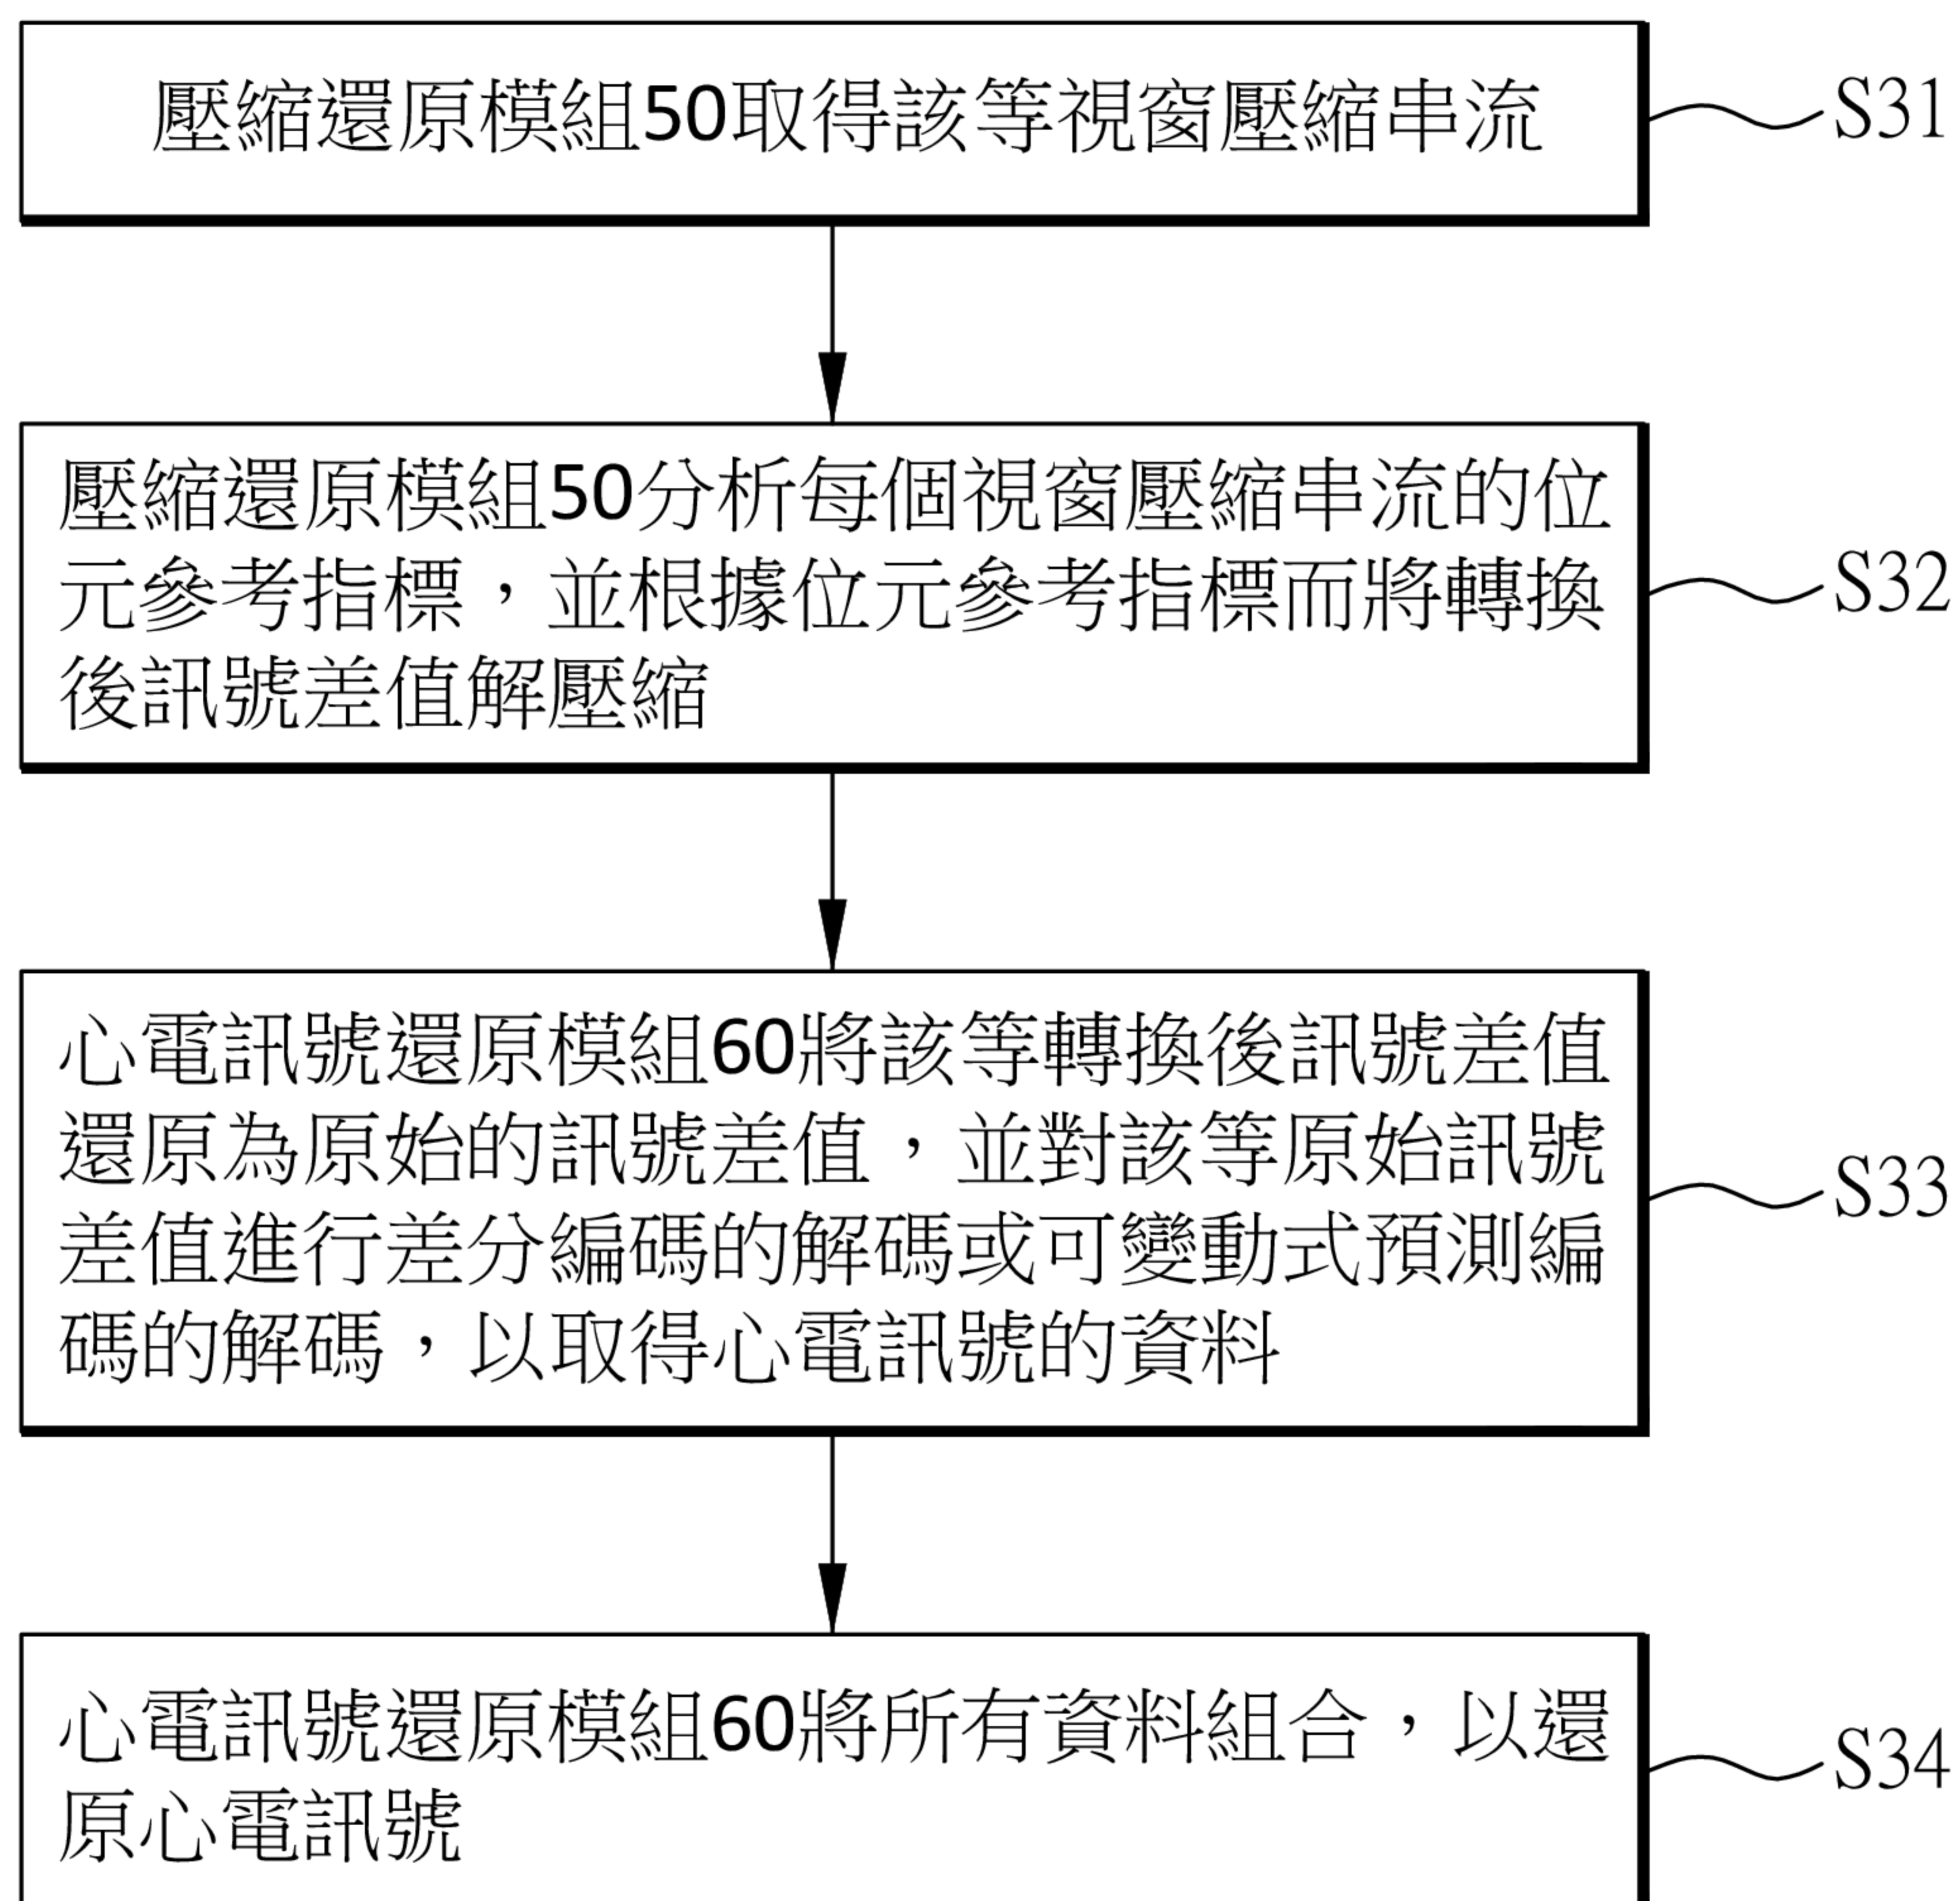 壓縮還原模組50取得該等視窗壓縮串流
S31
壓縮還原模組50分析每個視窗壓縮串流的位
元參考指標，並根據位元參考指標而將轉換
後訊號差值解壓縮
S32
心電訊號還原模組60將該等轉換後訊號差值
還原為原始的訊號差值，並對該等原始訊號
差值進行差分編碼的解碼或可變動式預測編
碼的解碼，以取得心電訊號的資料
S33
心電訊號還原模組60將所有資料組合，以還
原心電訊號
S34